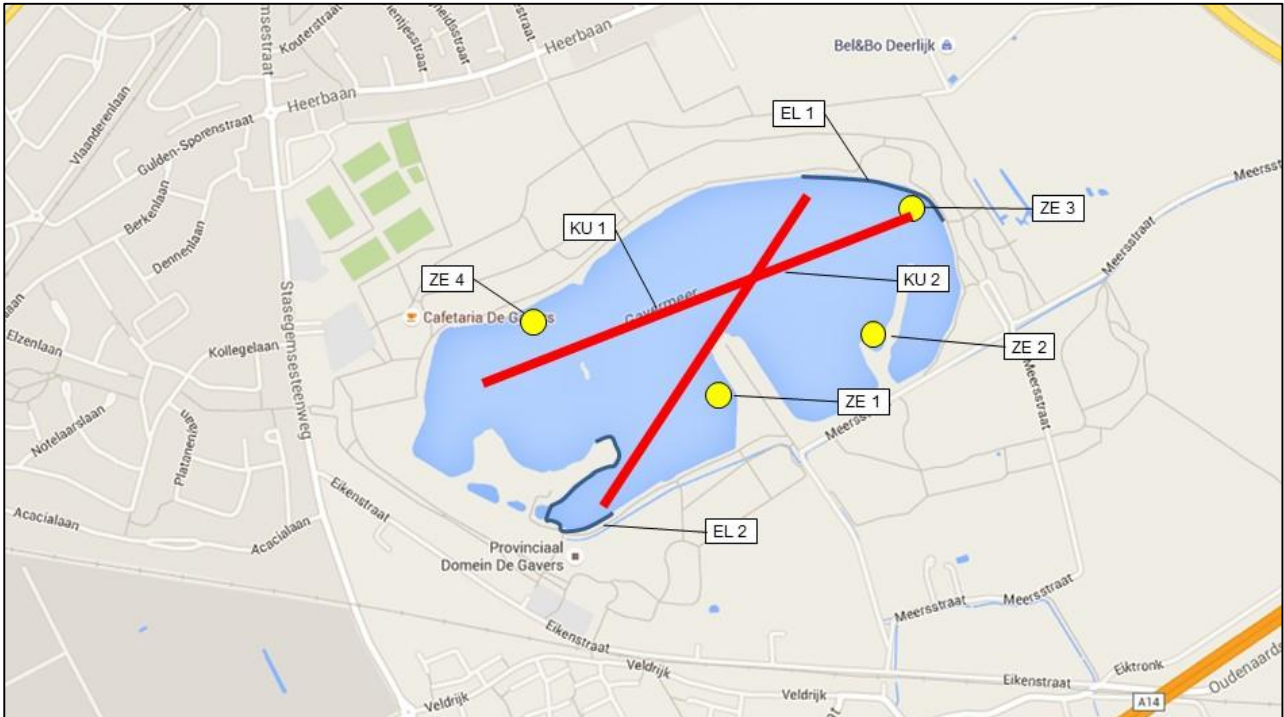 Kouterstraat
Vlaanderenlaan
Gulden-Sporenstraat
Heerbaan
Heerbaan
Bel&Bo Deerlijk
Berkenlaan
Dennenlaan
Stasegemsesteenweg
EL 1
ZE 3
Meersstraat
KU 1
KU 2
ZE 4
Gavermeer
Cafetaria De Gavers
Elzenlaan
Kollegelaan
ZE 2
Meersstraat
ZE 1
Notelaarslaan
Platanenlaan
Eikenstraat
EL 2
Acacialaan
Acacialaan
Provinciaal
Domein De Gavers
Meersstraat
Meersstraat
Eikenstraat
Veldrijk
Veldrijk
Veldrijk
Eikenstraat
Eiktronk
A14